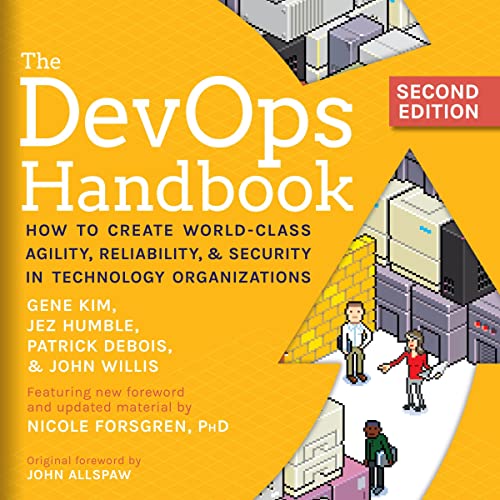 The
DevOps
Handbook
SECOND
EDITION
HOW TO CREATE WORLD-CLASS
AGILITY, RELIABILITY, & SECURITY
IN TECHNOLOGY ORGANIZATIONS
GENE KIM,
JEZ HUMBLE,
PATRICK DEBOIS,
& JOHN WILLIS
Featuring new foreword
and updated material by
NICOLE FORSGREN, PHD
Original foreword by
JOHN ALLSPAW